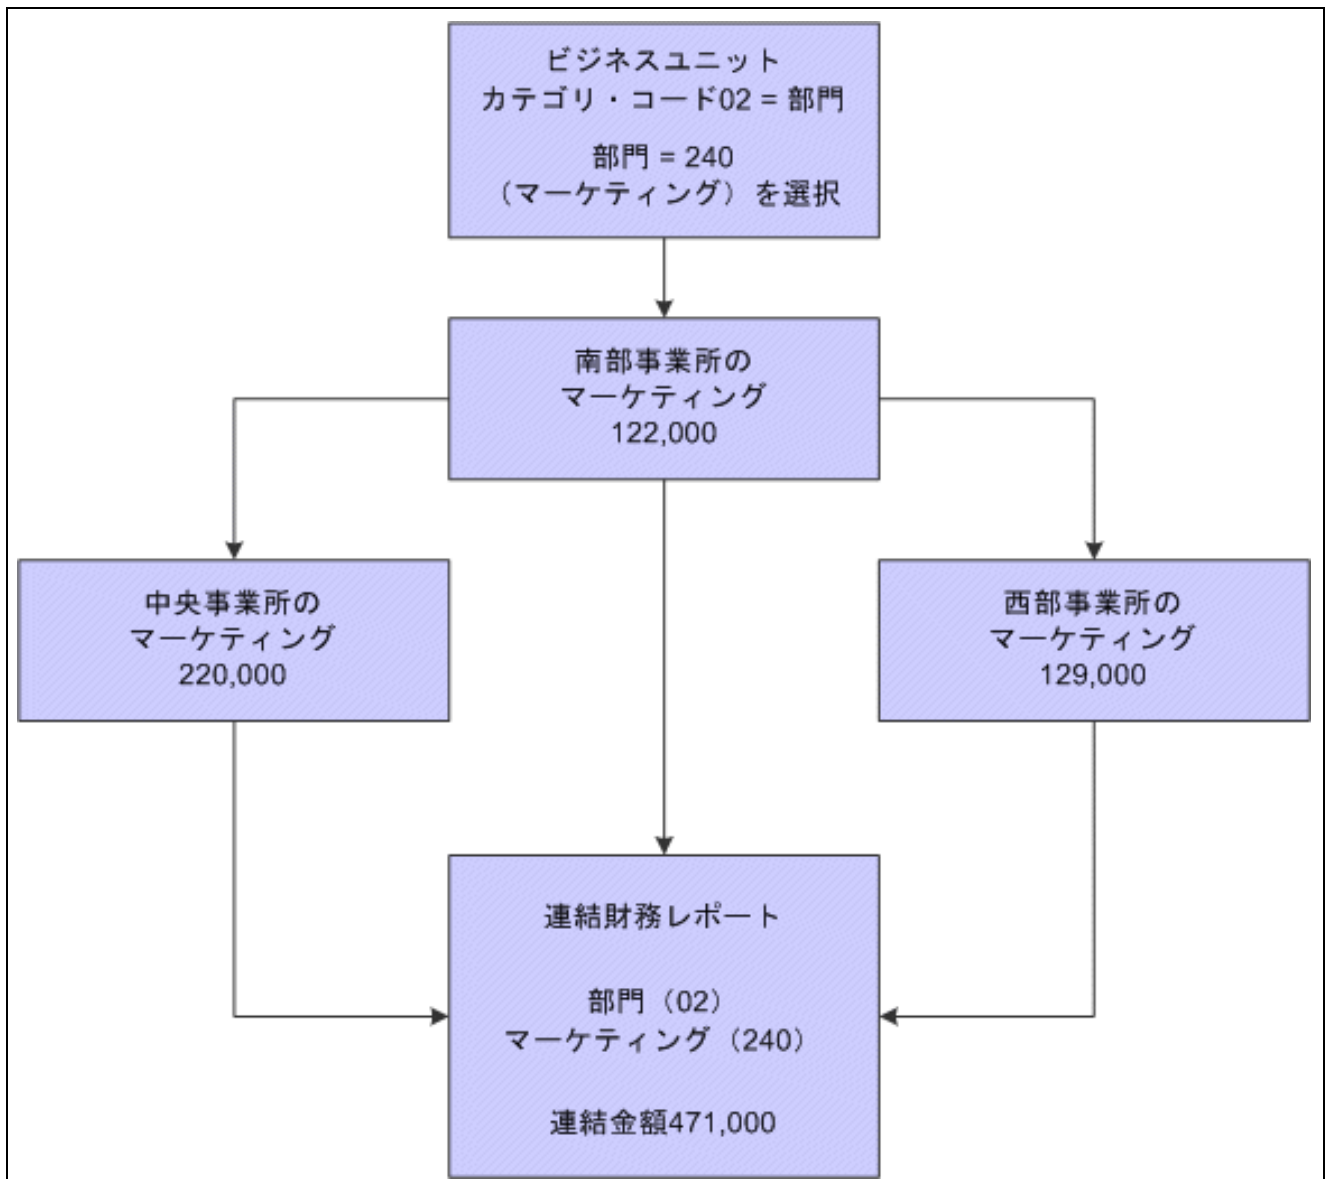 ビジネスユニット
カテゴリ・コード02 = 部門
部門 = 240
（マーケティング）を選択
南部事業所の
マーケティング
122,000
中央事業所の
マーケティング
220,000
西部事業所の
マーケティング
129,000
連結財務レポート
部門（02）
マーケティング（240）
連結金額471,000